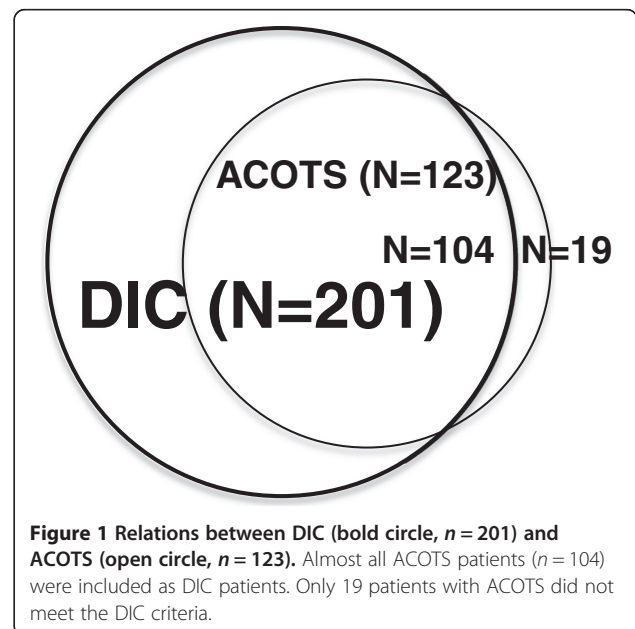 ACOTS (N=123)
N=104 N=19
DIC (N=201)
Figure 1 Relations between DIC (bold circle, n = 201) and
ACOTS (open circle, n = 123). Almost all ACOTS patients (n = 104)
were included as DIC patients. Only 19 patients with ACOTS did not
meet the DIC criteria.